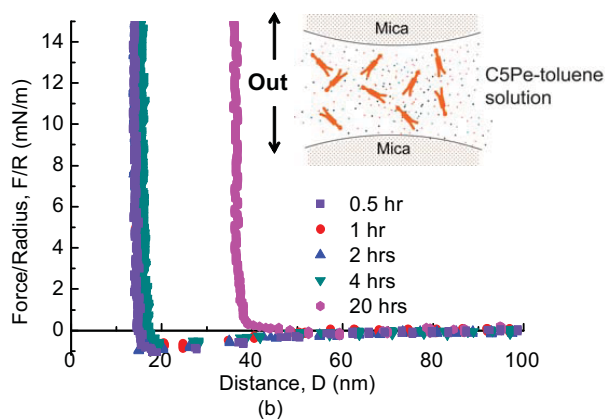 Force/Radius, F/R (mN/m)
14
12
10
8
6
4
2
0
0 20 40 60 80 100
Distance, D (nm)
Out
Mica
C5Pe-toluene
solution
Mica
0.5 hr
1 hr
2 hrs
4 hrs
20 hrs
(b)